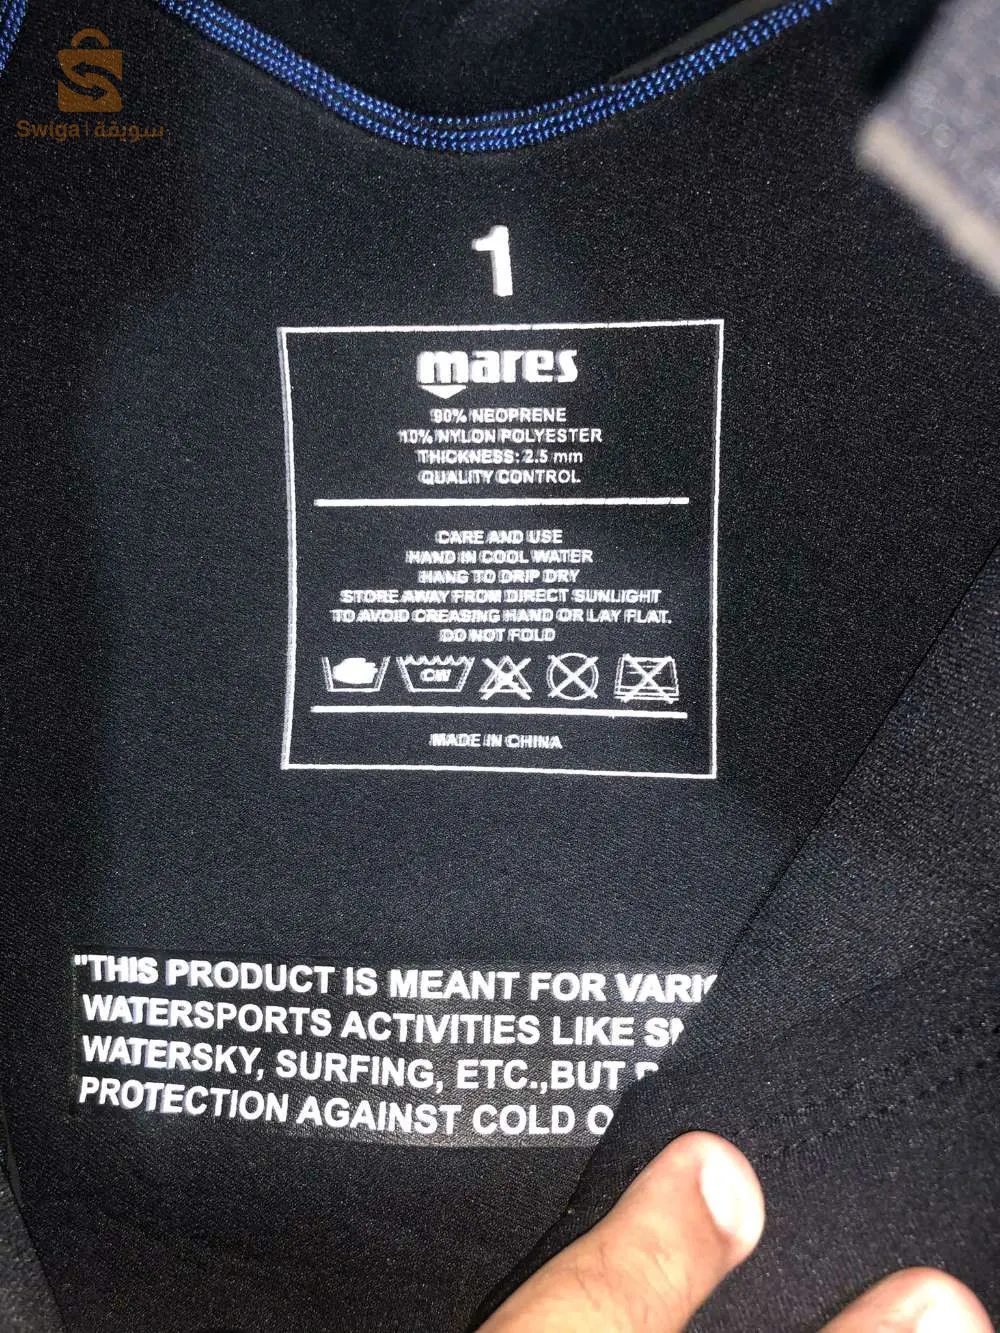 Swiga | سويقة
1
mares
90% NEOPRENE
10% NYLON POLYESTER
THICKNESS: 2.5 mm
QUALITY CONTROL
CARE AND USE
HAND IN COOL WATER
HANG TO DRIP DRY
STORE AWAY FROM DIRECT SUNLIGHT
TO AVOID CREASING HAND OR LAY FLAT.
DO NOT FOLD
CW
MADE IN CHINA
"THIS PRODUCT IS MEANT FOR
WATERSPORTS ACTIVITIES LIKE
WATERSKY, SURFING, ETC.,BUT
PROTECTION AGAINST COLD